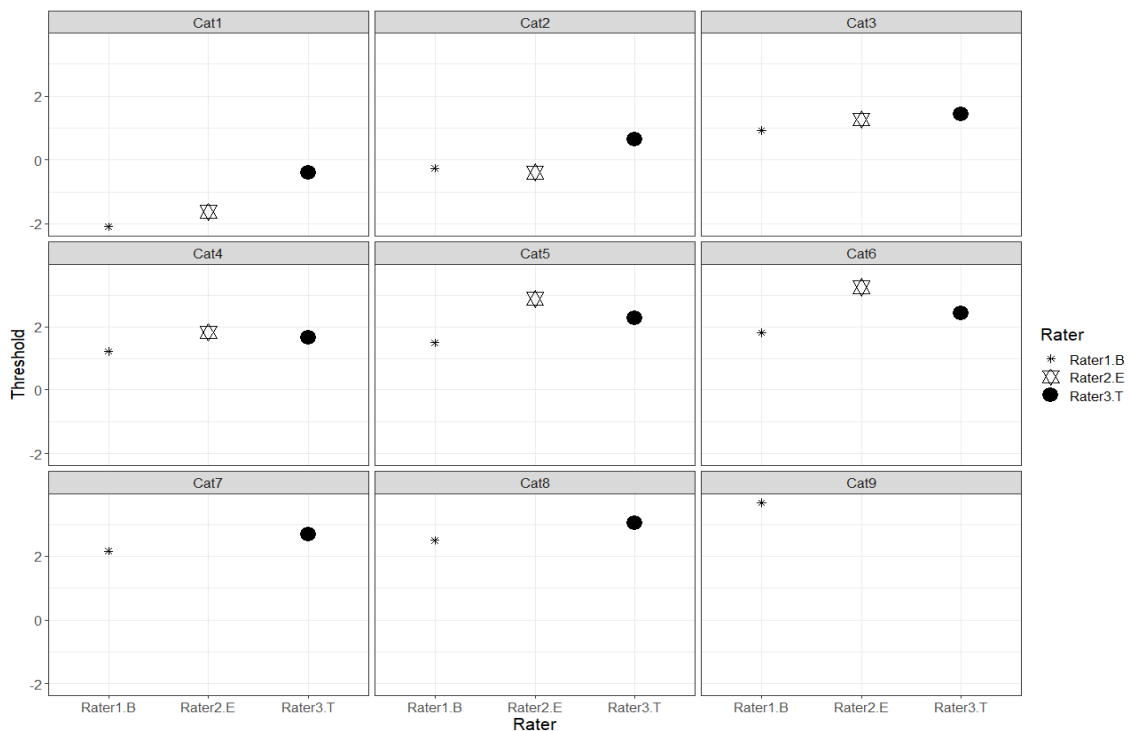 Cat1 Cat2 Cat3
2
0
-2
Cat4 Cat5 Cat6
2
0
-2
Cat7 Cat8 Cat9
2
0
-2
Threshold
Rater1.B Rater2.E Rater3.T Rater1.B Rater2.E Rater3.T Rater1.B Rater2.E Rater3.T
Rater
Rater
Rater1.B
Rater2.E
Rater3.T